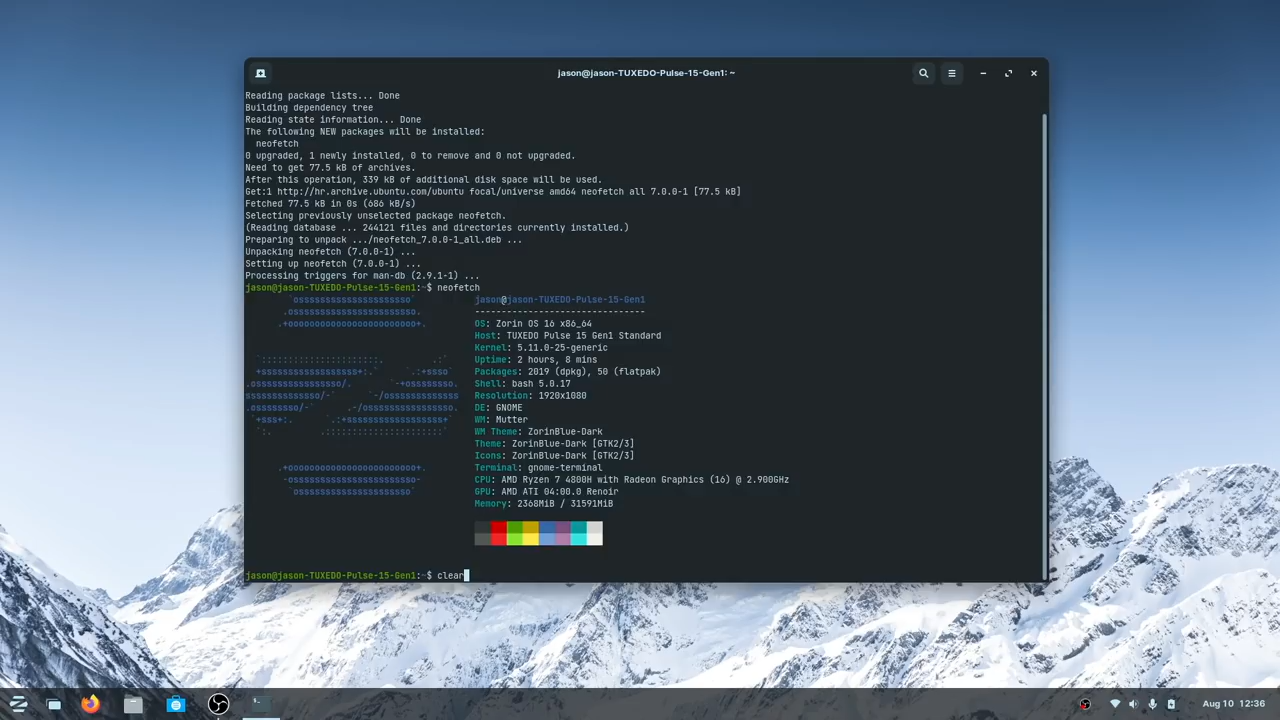 jason@jason-TUXEDO-Pulse-15-Gen1: ~
Reading package lists... Done
Building dependency tree
Reading state information... Done
The following NEW packages will be installed:
  neofetch
0 upgraded, 1 newly installed, 0 to remove and 0 not upgraded.
Need to get 77.5 kB of archives.
After this operation, 339 kB of additional disk space will be used.
Get:1 http://hr.archive.ubuntu.com/ubuntu focal/universe amd64 neofetch all 7.0.0-1 [77.5 kB]
Fetched 77.5 kB in 0s (686 kB/s)
Selecting previously unselected package neofetch.
(Reading database ... 244121 files and directories currently installed.)
Preparing to unpack .../neofetch_7.0.0-1_all.deb ...
Unpacking neofetch (7.0.0-1) ...
Setting up neofetch (7.0.0-1) ...
Processing triggers for man-db (2.9.1-1) ...
jason@jason-TUXEDO-Pulse-15-Gen1:~$ neofetch
jason@jason-TUXEDO-Pulse-15-Gen1
--------------------------------
OS: Zorin OS 16 x86_64
Host: TUXEDO Pulse 15 Gen1 Standard
Kernel: 5.11.0-25-generic
Uptime: 2 hours, 8 mins
Packages: 2019 (dpkg), 50 (flatpak)
Shell: bash 5.0.17
Resolution: 1920x1080
DE: GNOME
WM: Mutter
WM Theme: ZorinBlue-Dark
Theme: ZorinBlue-Dark [GTK2/3]
Icons: ZorinBlue-Dark [GTK2/3]
Terminal: gnome-terminal
CPU: AMD Ryzen 7 4800H with Radeon Graphics (16) @ 2.900GHz
GPU: AMD ATI 04:00.0 Renoir
Memory: 2368MiB / 31591MiB
jason@jason-TUXEDO-Pulse-15-Gen1:~$ clear
Aug 10 12:36